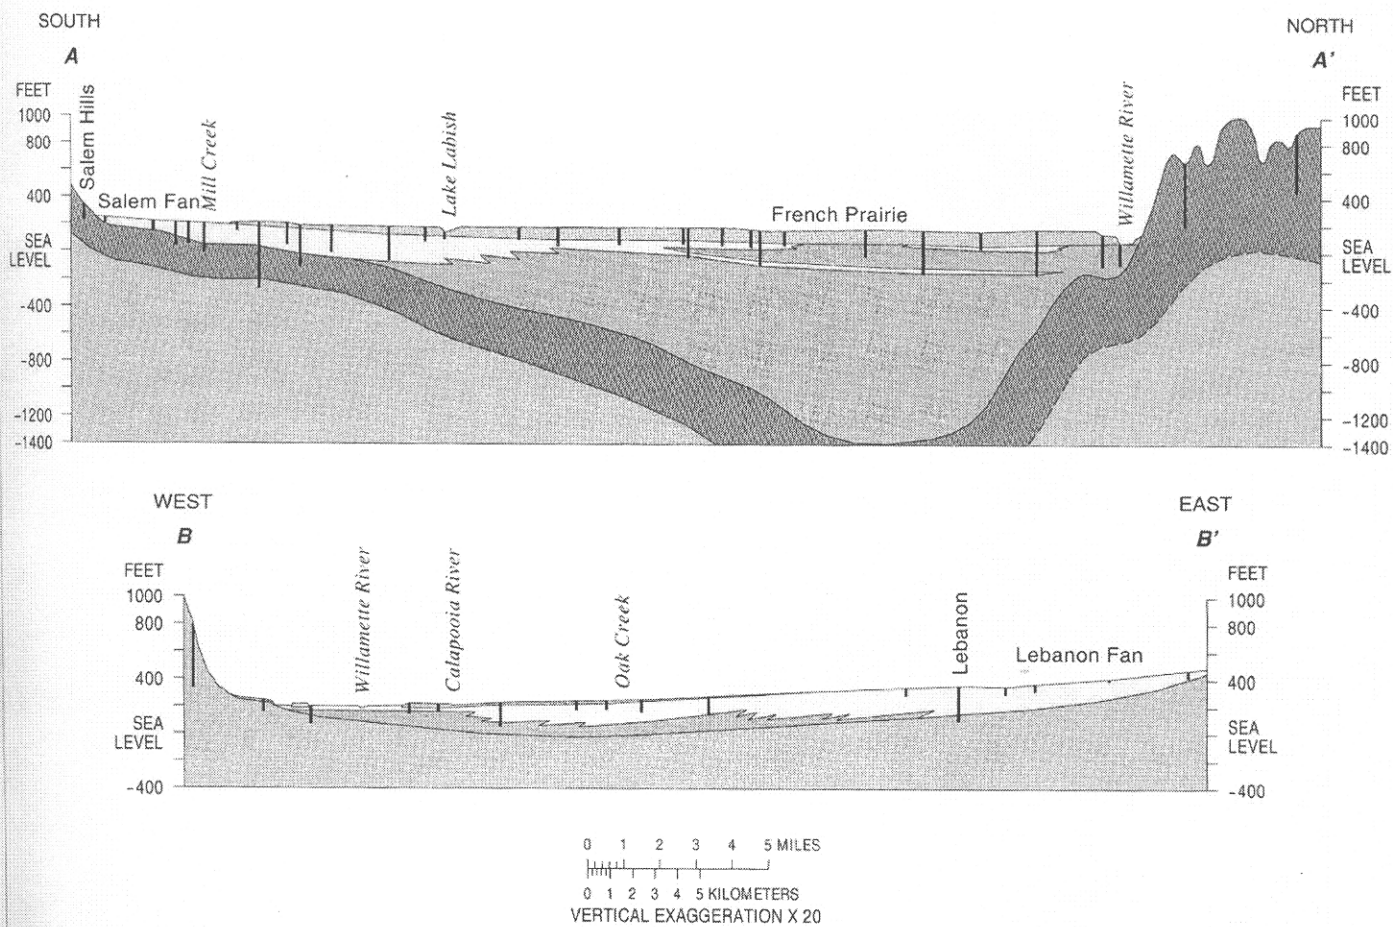 SOUTH
A
NORTH
A'
FEET
1000
800
400
SEA
LEVEL
-400
-800
-1200
-1400
Salem Hills
Salem Fan
Mill Creek
Lake Labish
French Prairie
Willamette River
FEET
1000
800
400
SEA
LEVEL
-400
-800
-1200
-1400
WEST
B
EAST
B'
FEET
1000
800
400
SEA
LEVEL
-400
Willamette River
Calapooia River
Oak Creek
Lebanon
Lebanon Fan
FEET
1000
800
400
SEA
LEVEL
-400
0 1 2 3 4 5 MILES
0 1 2 3 4 5 KILOMETERS
VERTICAL EXAGGERATION X 20